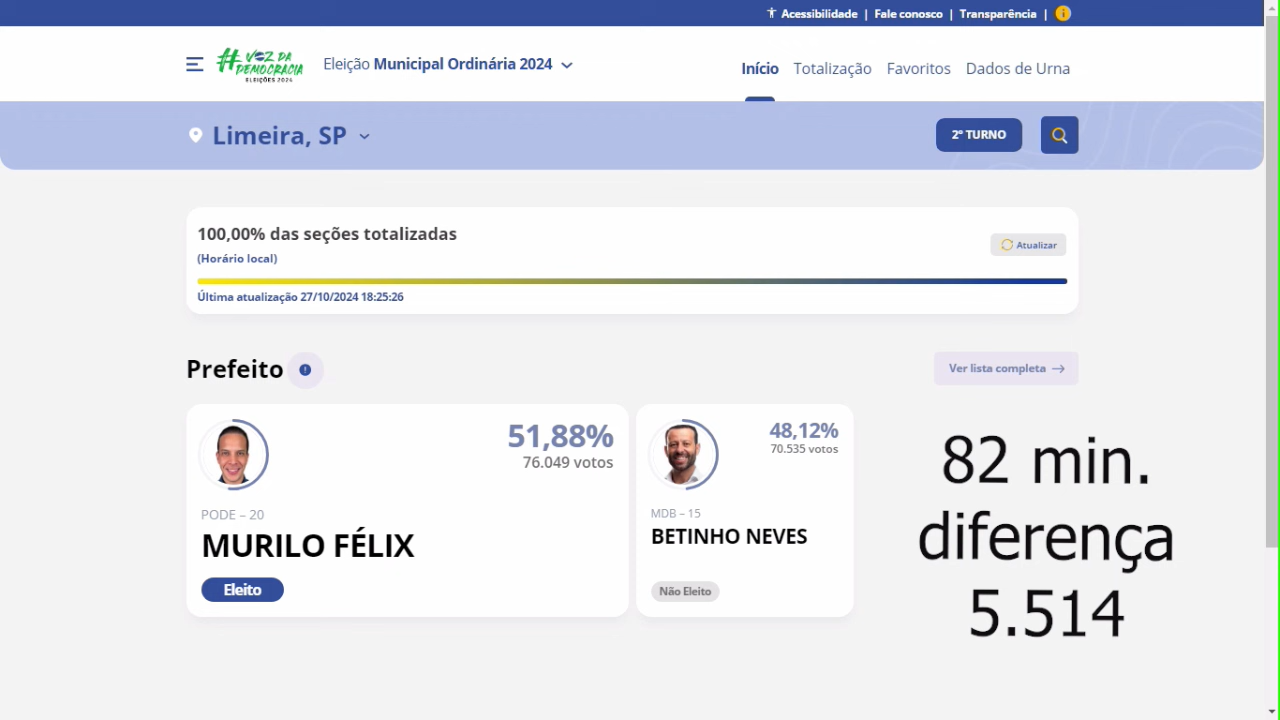 Acessibilidade | Fale conosco | Transparência |
#VOZ DA
DEMOCRACIA
ELEIÇÕES 2024
Eleição Municipal Ordinária 2024
Início Totalização Favoritos Dados de Urna
Limeira, SP
2º TURNO
100,00% das seções totalizadas
(Horário local)
Atualizar
Última atualização 27/10/2024 18:25:26
Prefeito
Ver lista completa →
51,88%
76.049 votos
PODE – 20
MURILO FÉLIX
Eleito
48,12%
70.535 votos
MDB – 15
BETINHO NEVES
Não Eleito
82 min.
diferença
5.514